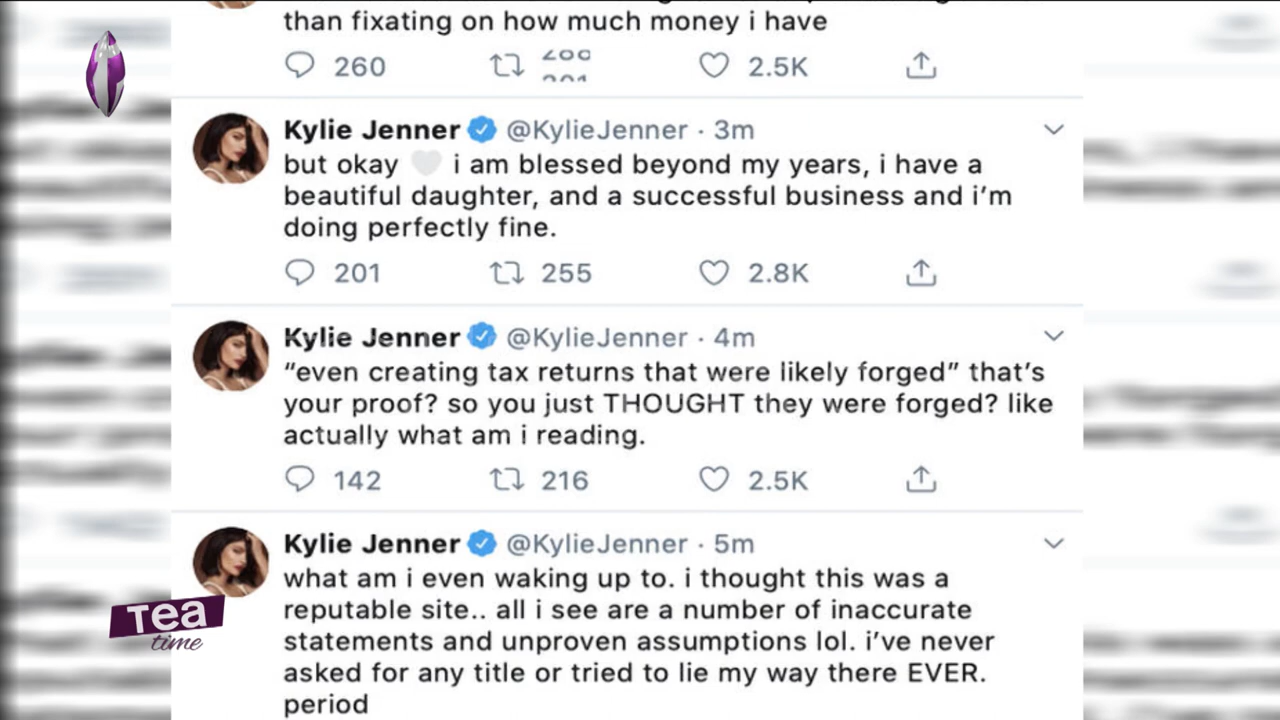 than fixating on how much money i have
260 2.5K
Kylie Jenner @KylieJenner · 3m
but okay 🤍 i am blessed beyond my years, i have a
beautiful daughter, and a successful business and i’m
doing perfectly fine.
201 255 2.8K
Kylie Jenner @KylieJenner · 4m
“even creating tax returns that were likely forged” that’s
your proof? so you just THOUGHT they were forged? like
actually what am i reading.
142 216 2.5K
Kylie Jenner @KylieJenner · 5m
what am i even waking up to. i thought this was a
reputable site.. all i see are a number of inaccurate
statements and unproven assumptions lol. i’ve never
asked for any title or tried to lie my way there EVER.
period
Tea
time